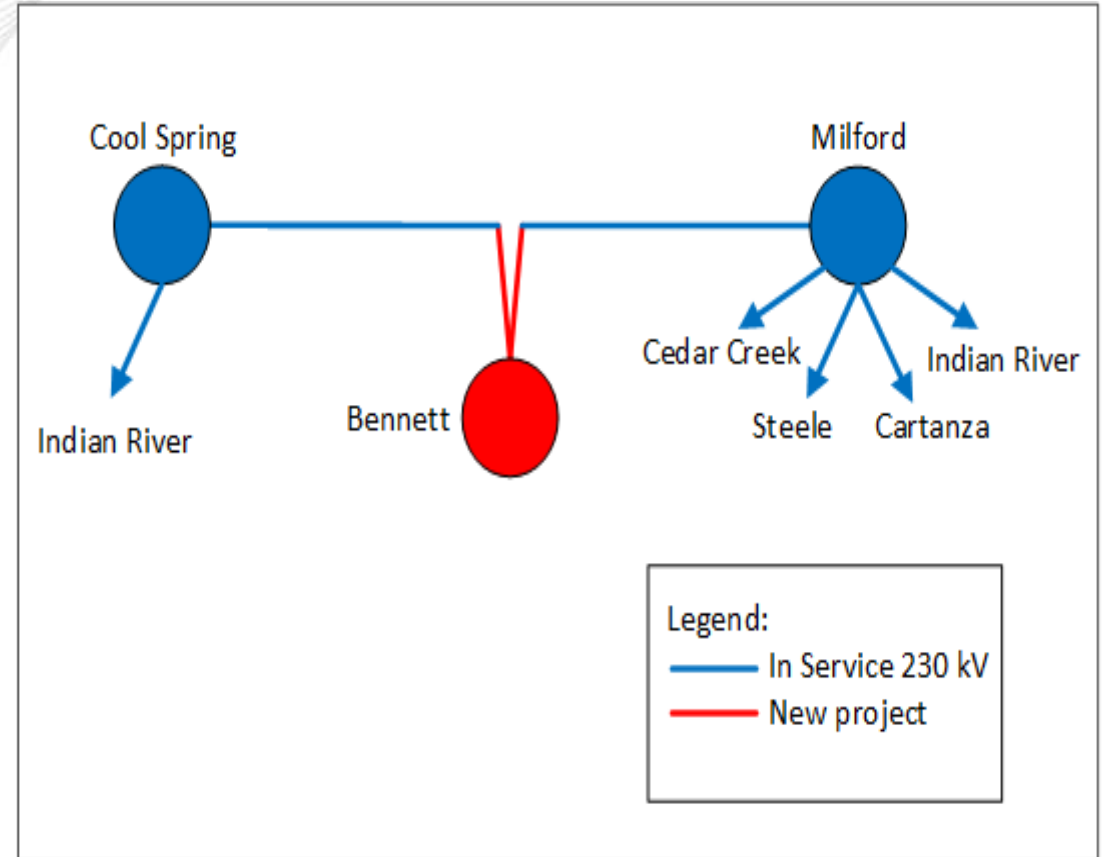 Cool Spring
Milford
Cedar Creek
Indian River
Bennett
Steele
Cartanza
Indian River
Legend:
In Service 230 kV
New project